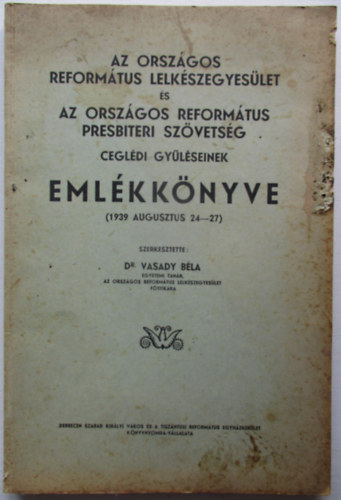 AZ ORSZÁGOS
REFORMÁTUS LELKÉSZEGYESÜLET
ÉS
AZ ORSZÁGOS REFORMÁTUS
PRESBITERI SZÖVETSÉG
CEGLÉDI GYŰLÉSEINEK
EMLÉKKÖNYVE
(1939 AUGUSZTUS 24—27)
SZERKESZTETTE:
DR. VASADY BÉLA
EGYETEMI TANÁR,
AZ ORSZÁGOS REFORMÁTUS LELKÉSZEGYESÜLET
FŐTITKÁRA
DEBRECEN SZABAD KIRÁLYI VÁROS ÉS A TISZÁNTÚLI REFORMÁTUS EGYHÁZKERÜLET
KÖNYVNYOMDA-VÁLLALATA